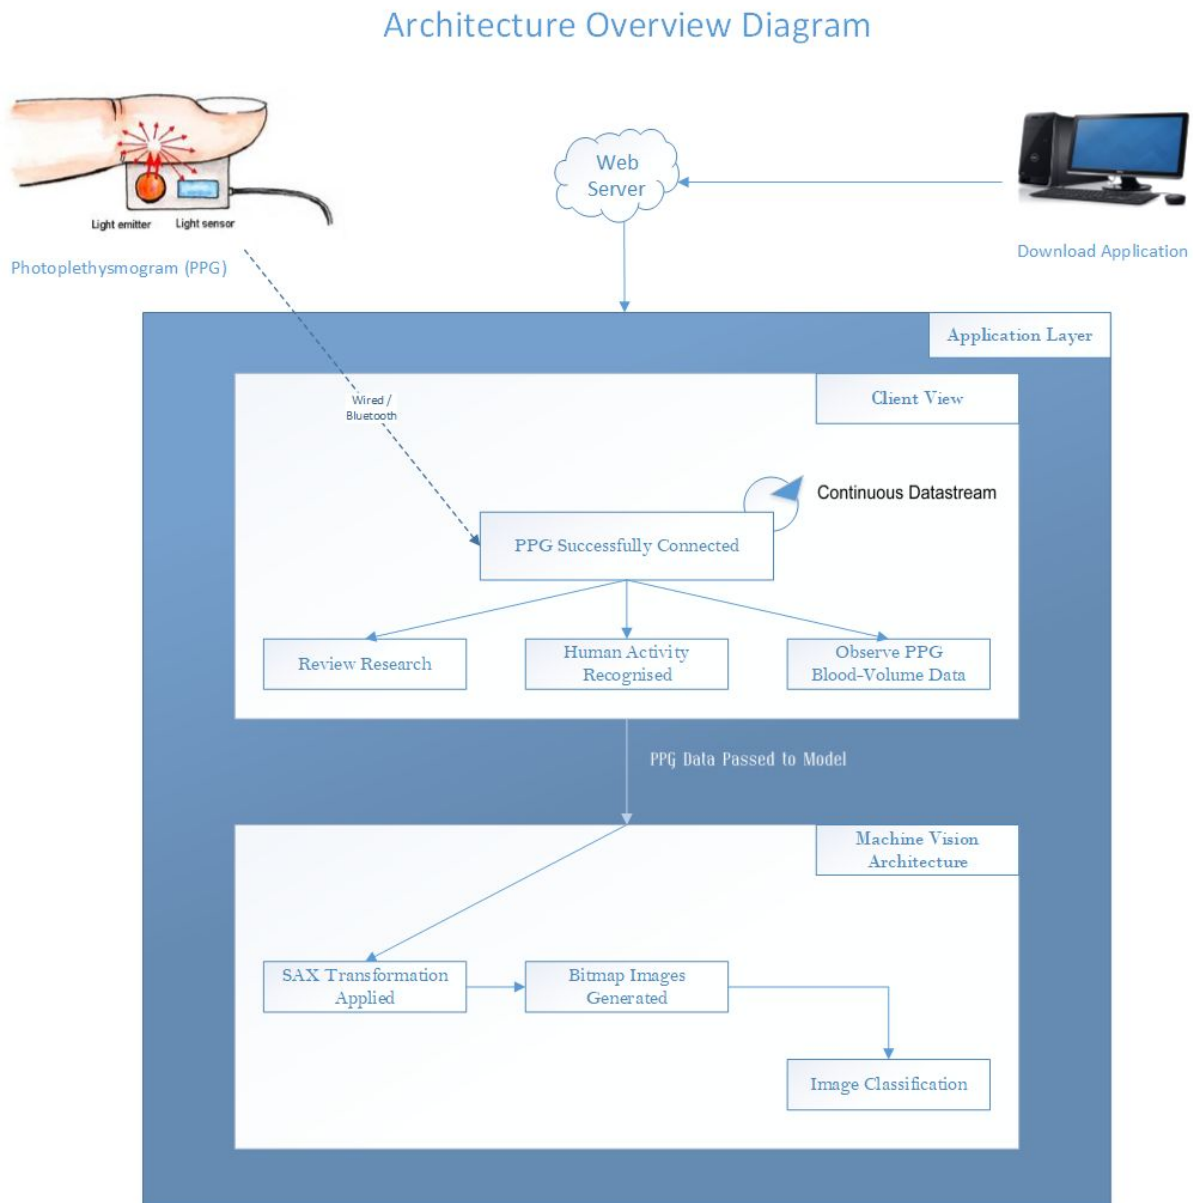 Architecture Overview Diagram
Web
Server
Light emitter
Light sensor
Photoplethysmogram (PPG)
Download Application
Application Layer
Client View
Wired /
Bluetooth
Continuous Datastream
PPG Successfully Connected
Review Research
Human Activity
Recognised
Observe PPG
Blood-Volume Data
PPG Data Passed to Model
Machine Vision
Architecture
SAX Transformation
Applied
Bitmap Images
Generated
Image Classification